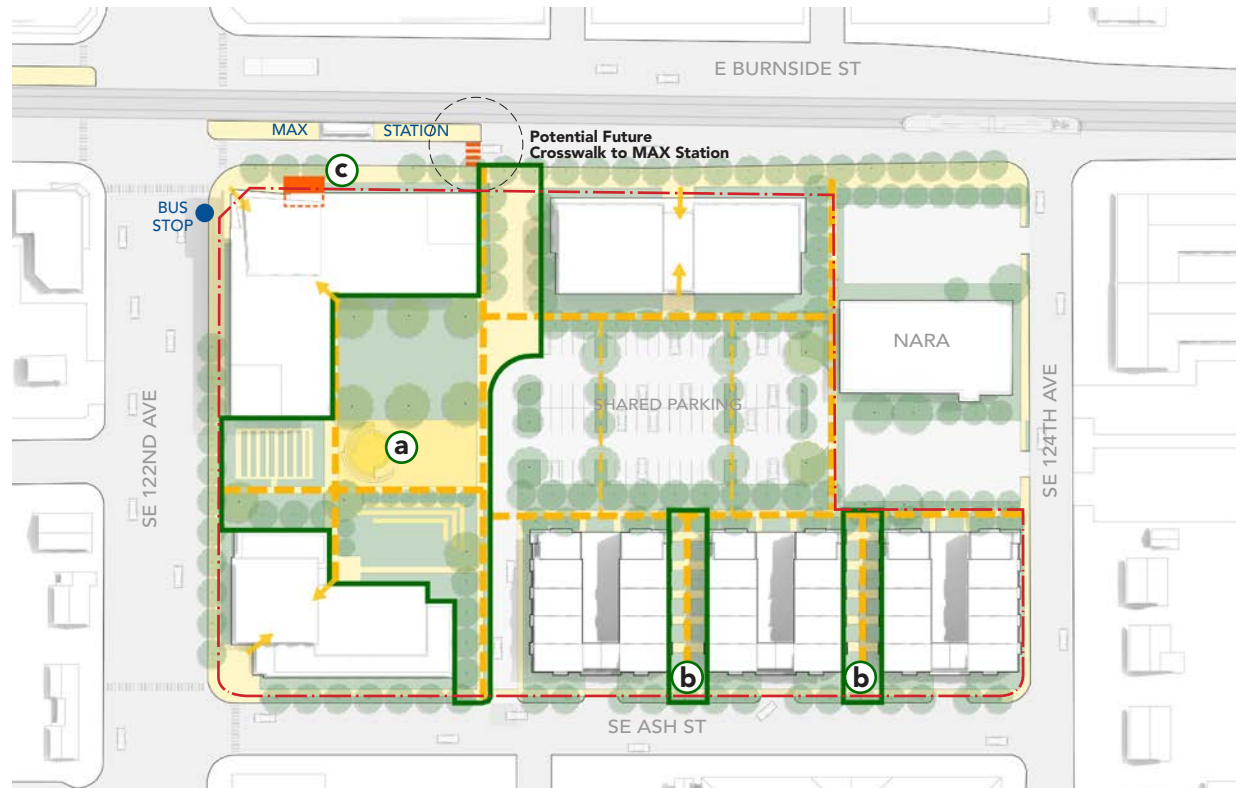 E BURNSIDE ST
MAX STATION
Potential Future
Crosswalk to MAX Station
c
BUS
STOP
NARA
SHARED PARKING
a
SE 122ND AVE
SE 124TH AVE
b
b
SE ASH ST